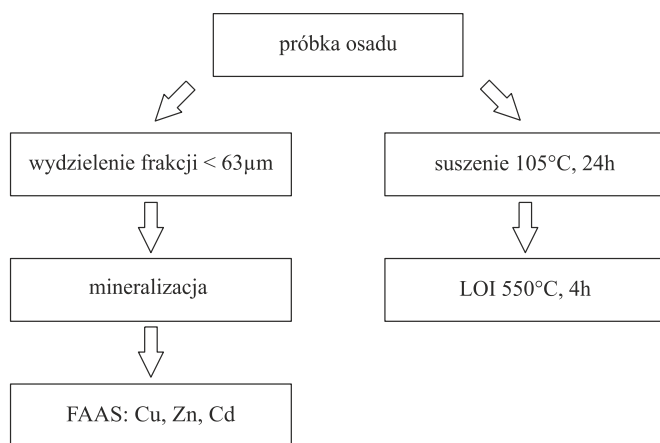 próbka osadu
wydzielenie frakcji < 63µm
suszenie 105°C, 24h
mineralizacja
LOI 550°C, 4h
FAAS: Cu, Zn, Cd